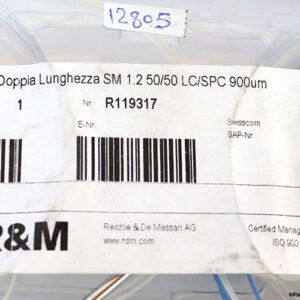 12805
Doppia Lunghezza SM 1:2 50/50 LC/SPC 900um
1 Nr. R119317
E-Nr. Swisscom
SAP-Nr
R&M Reichle & De-Massari AG
www.rdm.com
Certified Manag
ISO 900